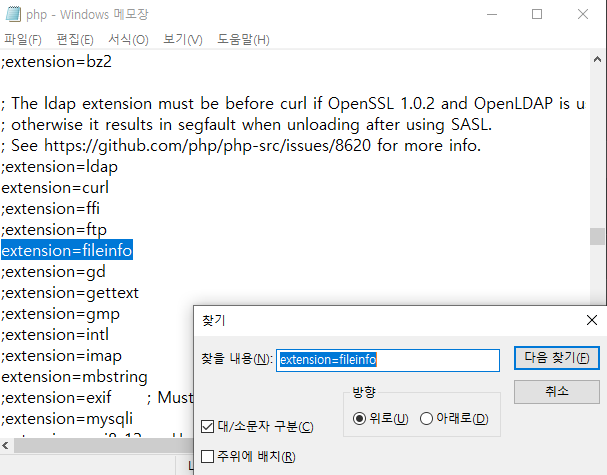 php - Windows 메모장
파일(F) 편집(E) 서식(O) 보기(V) 도움말(H)
;extension=bz2
; The ldap extension must be before curl if OpenSSL 1.0.2 and OpenLDAP is u
; otherwise it results in segfault when unloading after using SASL.
; See https://github.com/php/php-src/issues/8620 for more info.
;extension=ldap
extension=curl
;extension=ffi
;extension=ftp
extension=fileinfo
;extension=gd
;extension=gettext
;extension=gmp
;extension=intl
;extension=imap
extension=mbstring
;extension=exif ; Must
;extension=mysqli
찾기
찾을 내용(N): extension=fileinfo
다음 찾기(F)
취소
방향
위로(U) 아래로(D)
대/소문자 구분(C)
주위에 배치(R)